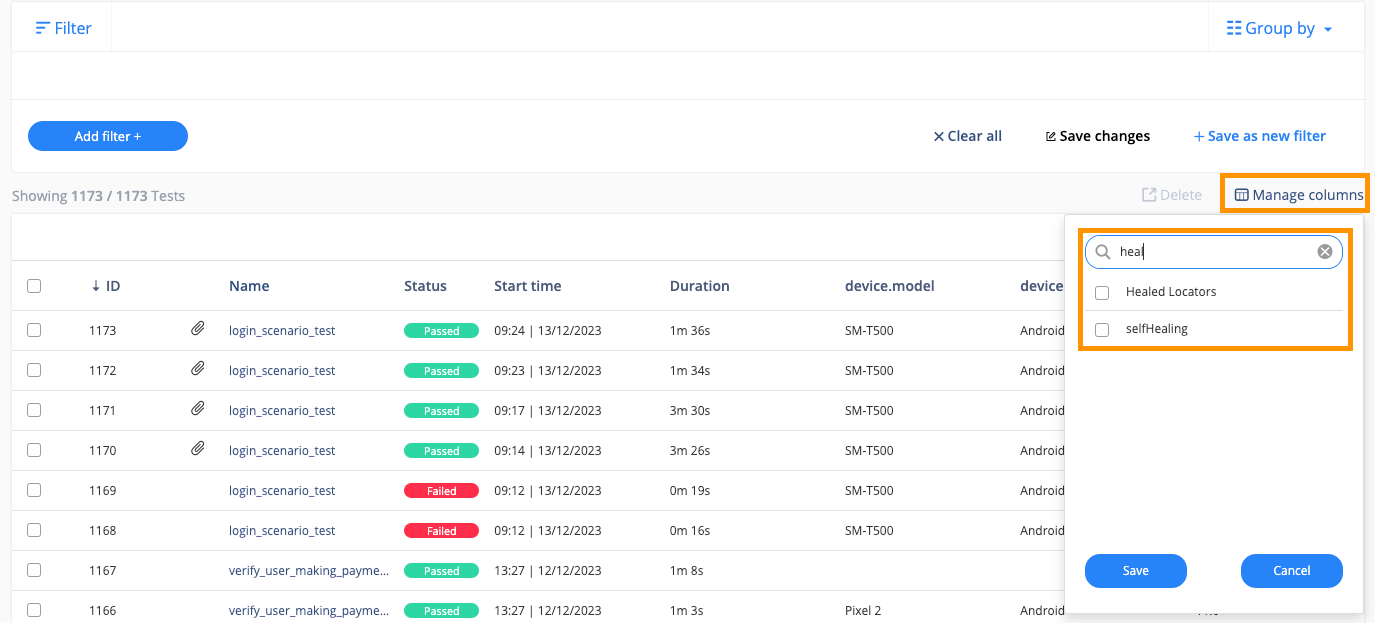 Filter
Group by
Add filter +
Clear all
Save changes
+ Save as new filter
Showing 1173 / 1173 Tests
Delete
Manage columns
heal
Healed Locators
selfHealing
Save
Cancel
ID Name Status Start time Duration device.model device
1173 login_scenario_test Passed 09:24 | 13/12/2023 1m 36s SM-T500 Android
1172 login_scenario_test Passed 09:23 | 13/12/2023 1m 34s SM-T500 Android
1171 login_scenario_test Passed 09:17 | 13/12/2023 3m 30s SM-T500 Android
1170 login_scenario_test Passed 09:14 | 13/12/2023 3m 26s SM-T500 Android
1169 login_scenario_test Failed 09:12 | 13/12/2023 0m 19s SM-T500 Android
1168 login_scenario_test Failed 09:12 | 13/12/2023 0m 16s SM-T500 Android
1167 verify_user_making_payme... Passed 13:27 | 12/12/2023 1m 8s
1166 verify_user_making_payme... Passed 13:27 | 12/12/2023 1m 3s Pixel 2 Android